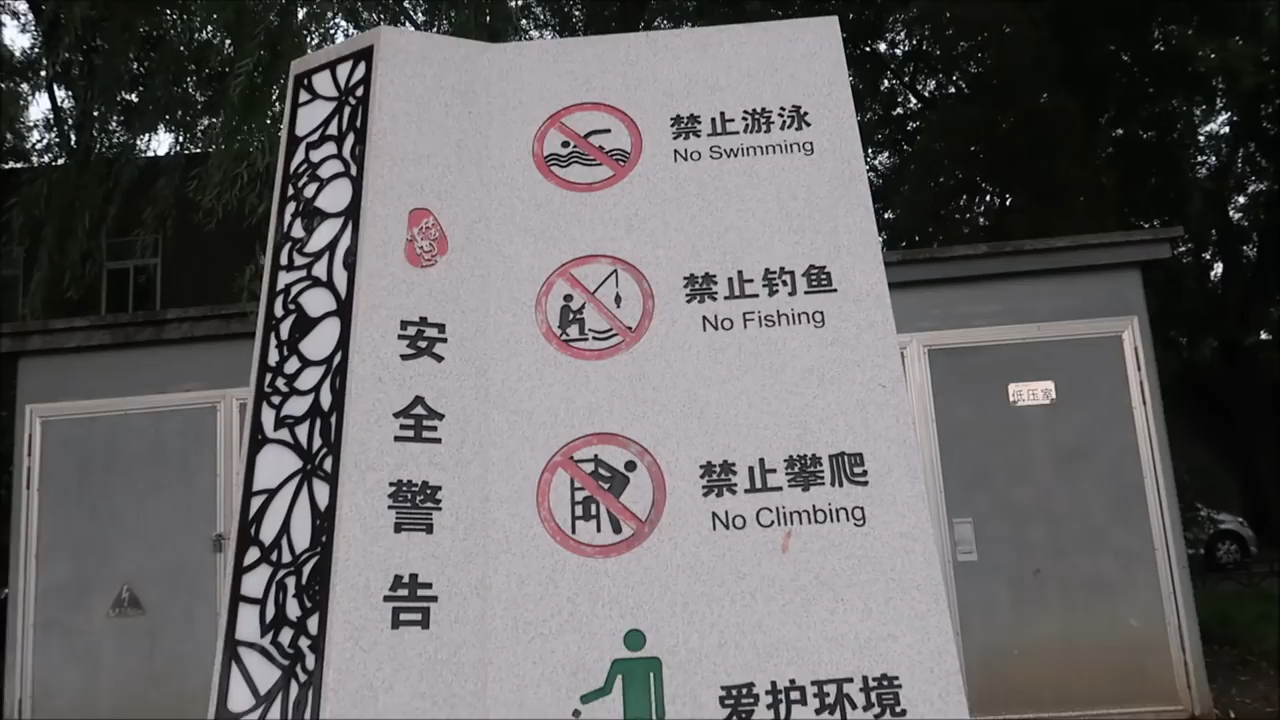 安全警告
禁止游泳
No Swimming
禁止钓鱼
No Fishing
禁止攀爬
No Climbing
爱护环境
低压室